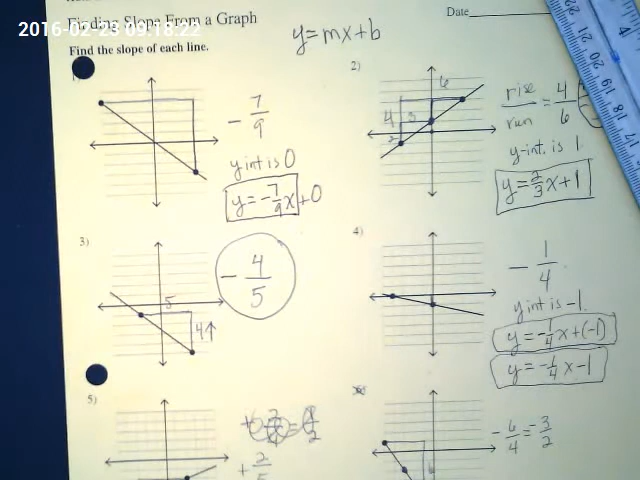 Finding Slope From a Graph
Date
2016-02-23 09:18:22
Find the slope of each line.
y=mx+b
2)
6
4
3
2
rise/run = 4/6
y-int. is 1
y=2/3x+1
-7/9
y int is 0
y=-7/9x+0
3)
5
4↑
-4/5
4)
-1/4
y int is -1
y=-1/4x+(-1)
y=-1/4x-1
5)
-6/4=-3/2